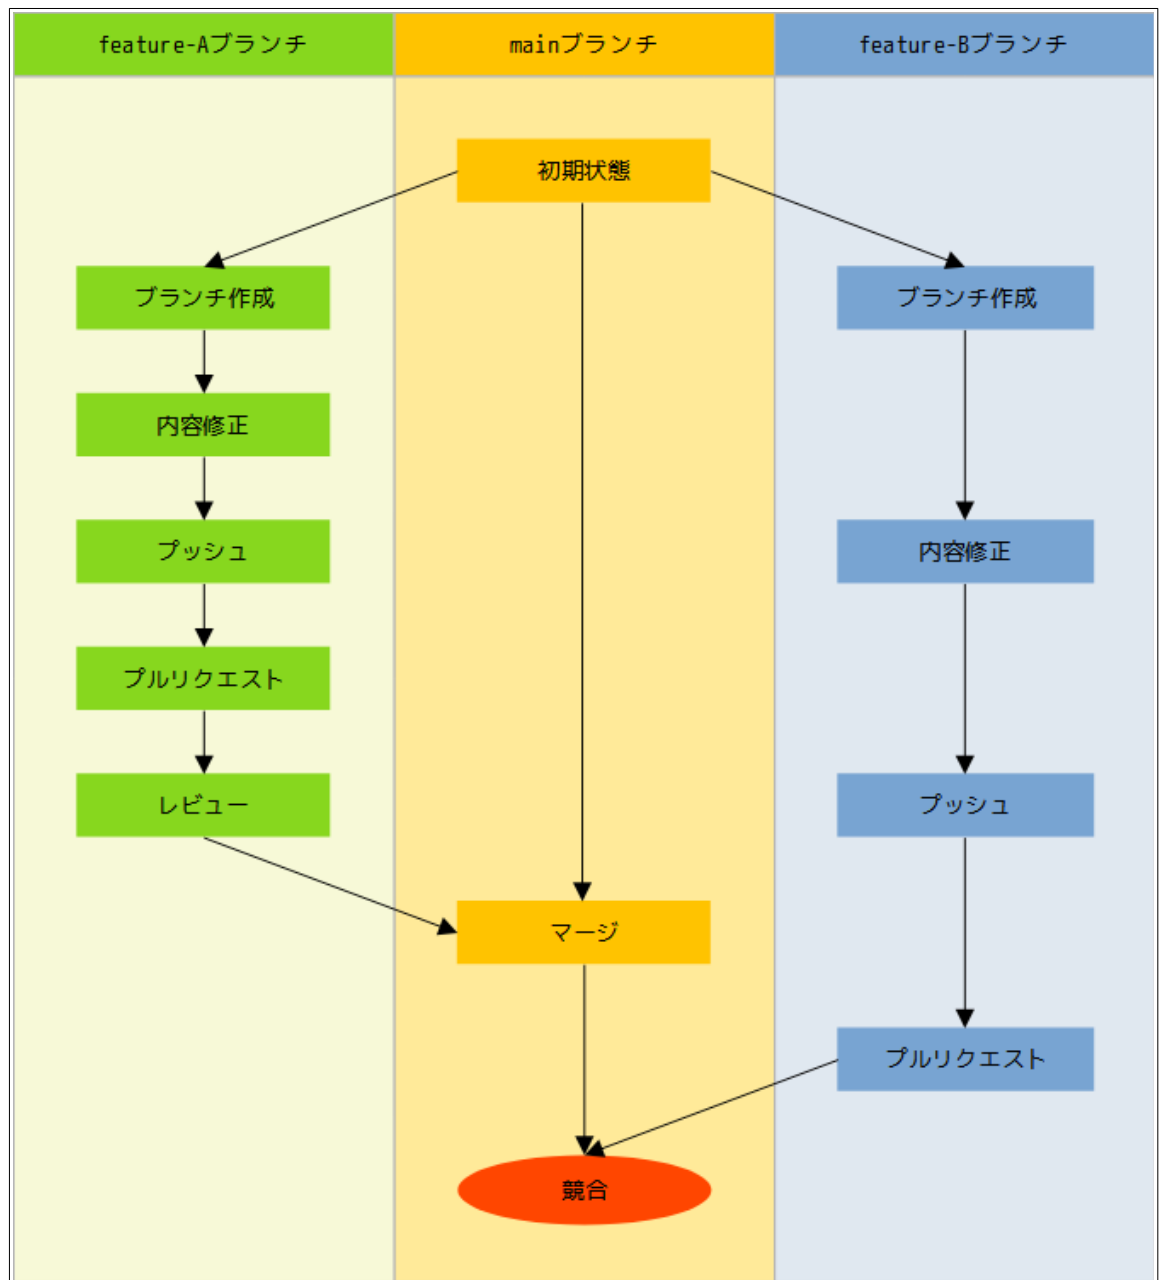 feature-Aブランチ
mainブランチ
feature-Bブランチ
初期状態
ブランチ作成
ブランチ作成
内容修正
プッシュ
内容修正
プルリクエスト
レビュー
プッシュ
マージ
プルリクエスト
競合